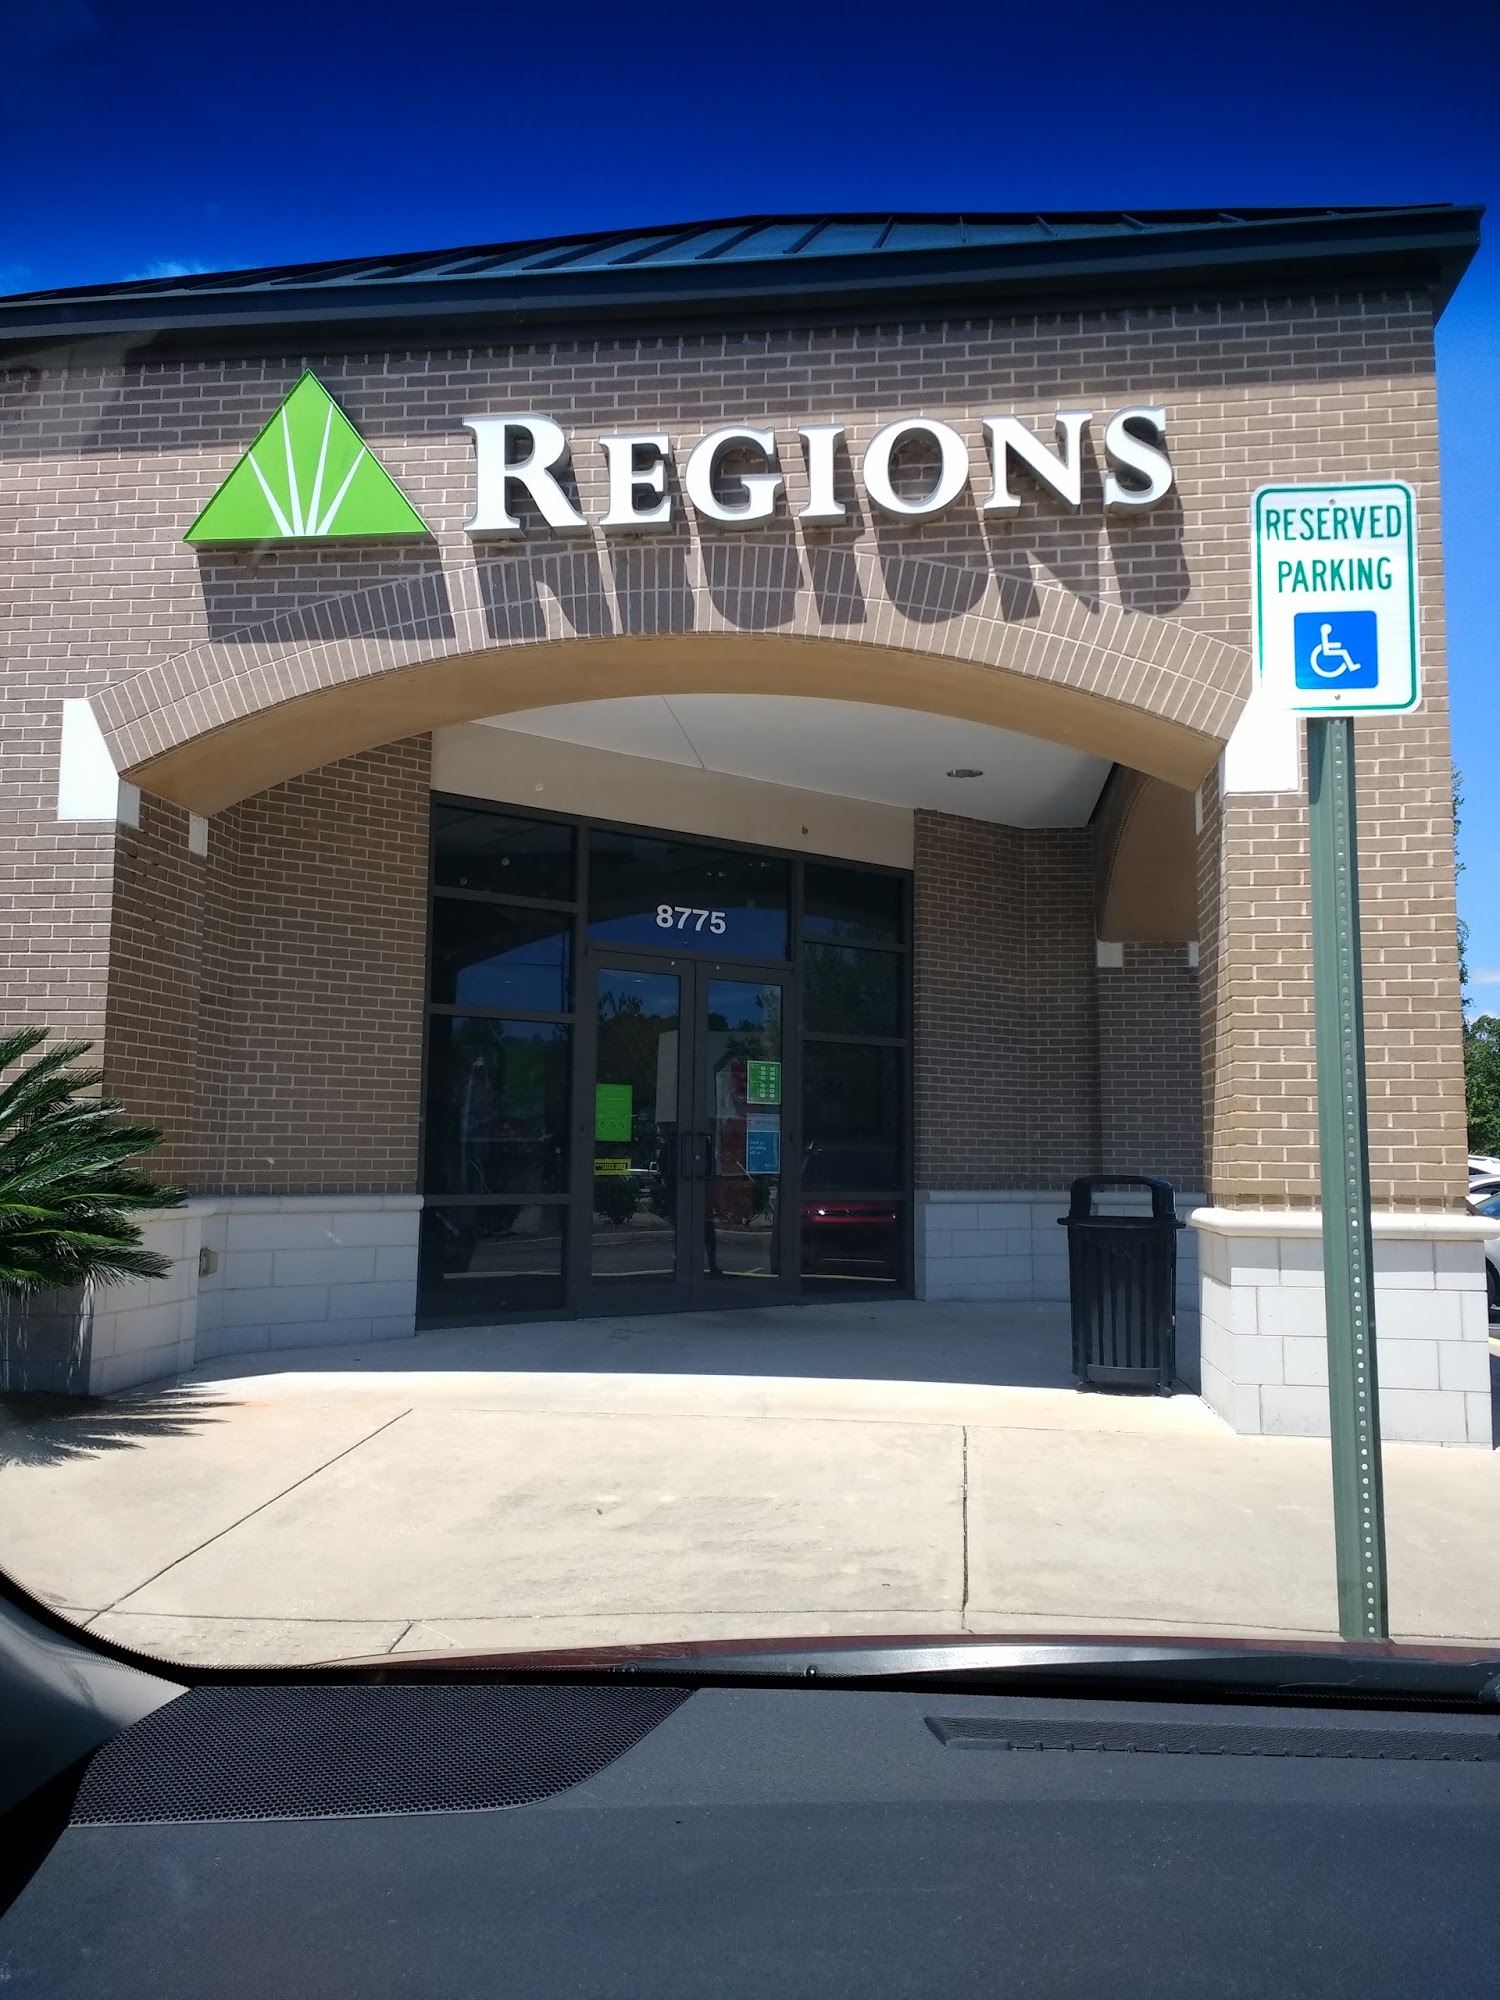 REGIONS
RESERVED
PARKING
8775